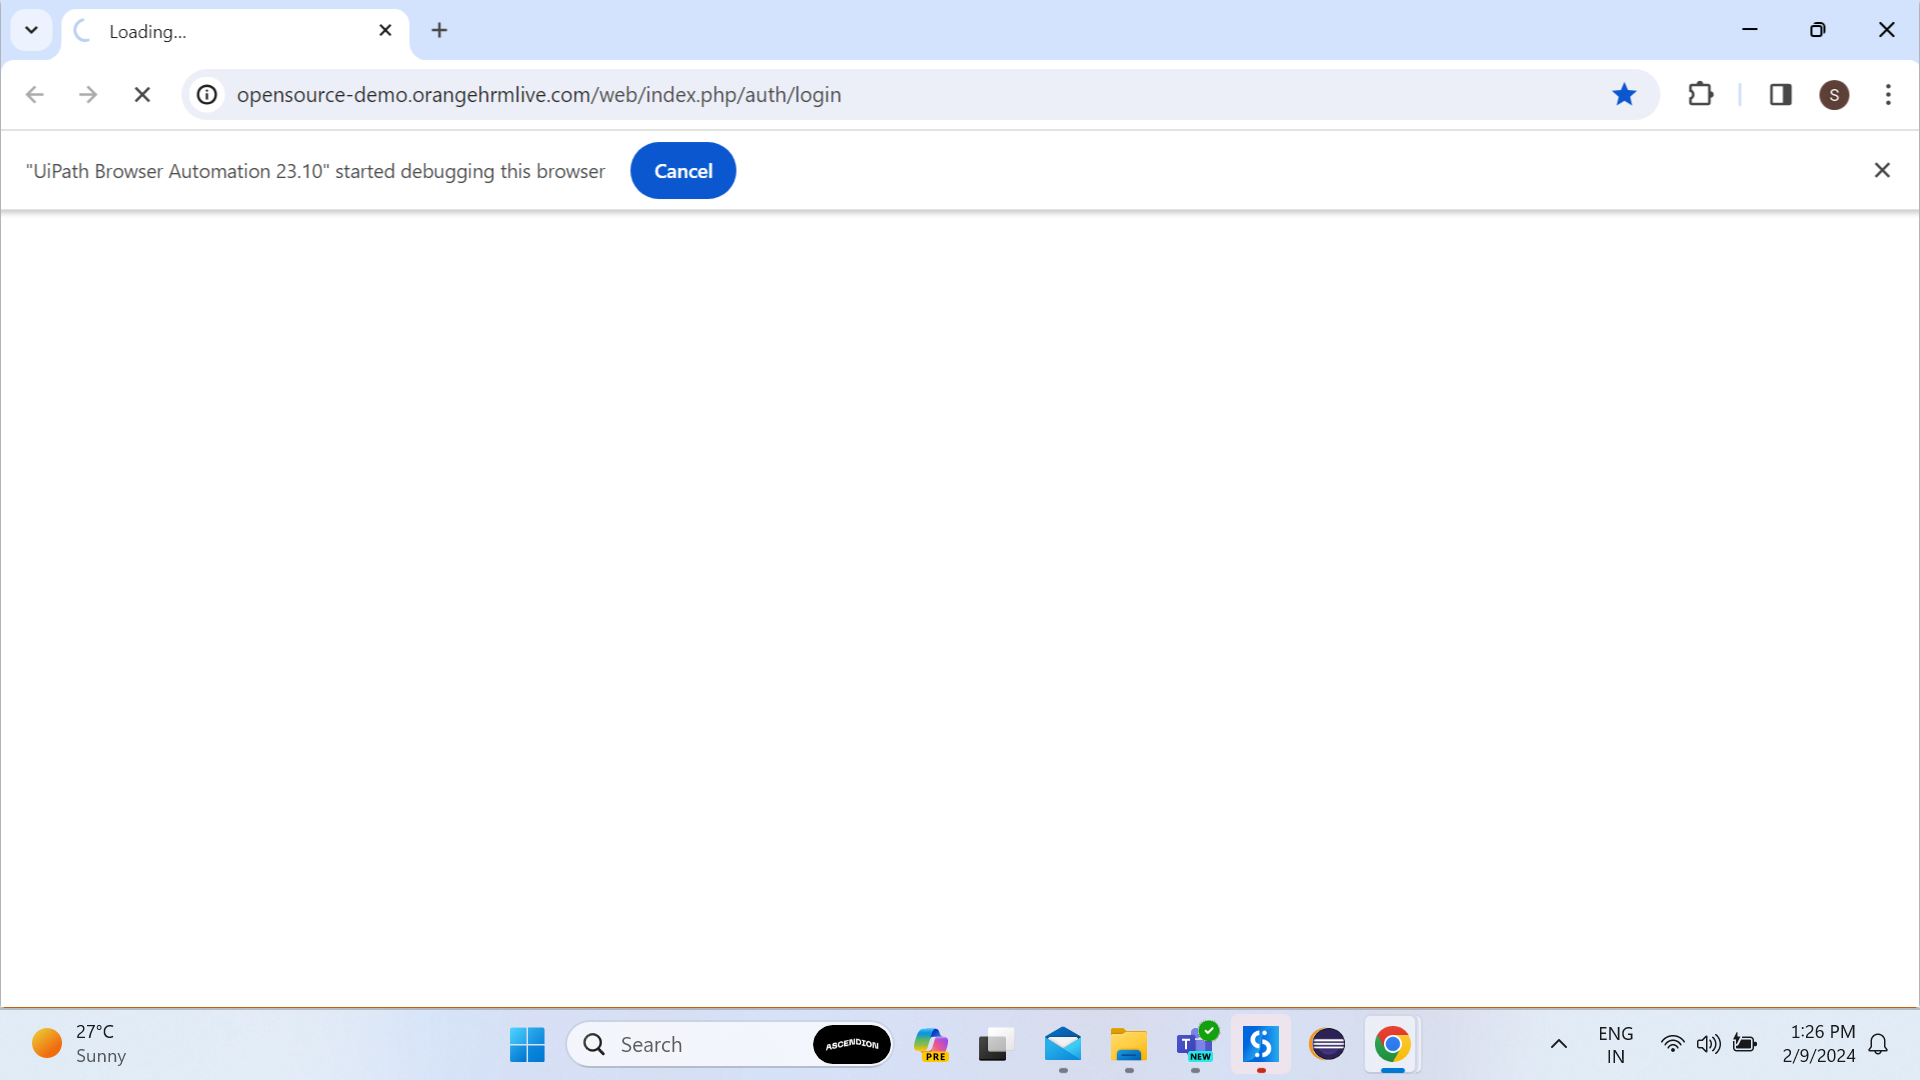 Loading...
opensource-demo.orangehrmlive.com/web/index.php/auth/login
S
"UiPath Browser Automation 23.10" started debugging this browser
Cancel
27°C
Sunny
Search
ASCENDION
PRE
T
NEW
ENG
IN
1:26 PM
2/9/2024